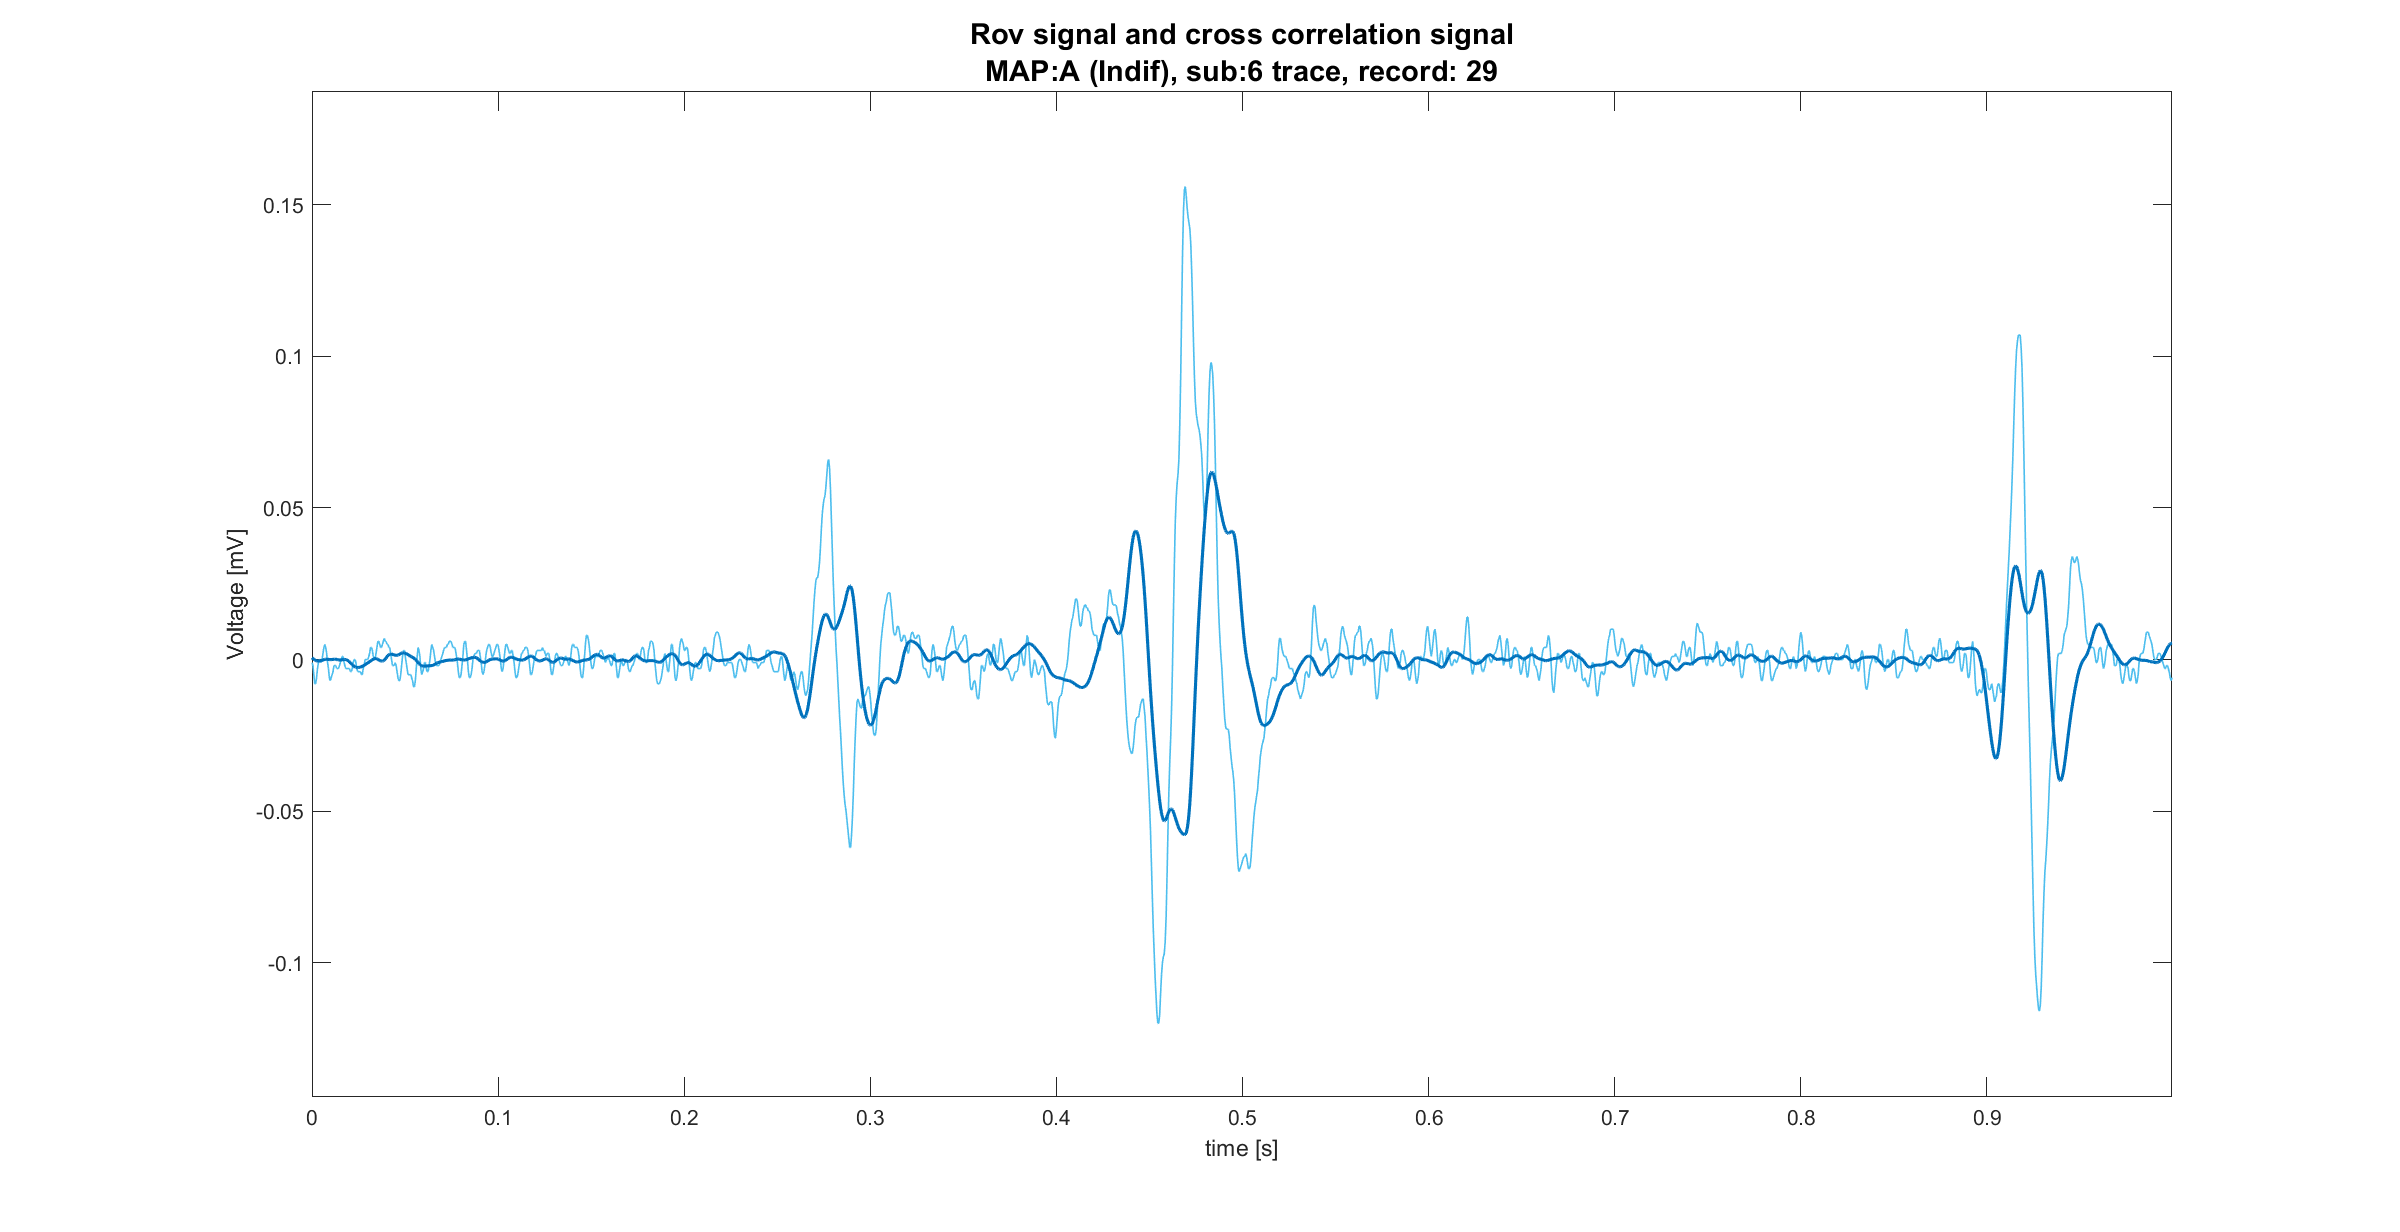 Rov signal and cross correlation signal
MAP:A (Indif), sub:6 trace, record: 29
0.15
0.1
0.05
0
-0.05
-0.1
Voltage [mV]
0 0.1 0.2 0.3 0.4 0.5 0.6 0.7 0.8 0.9
time [s]